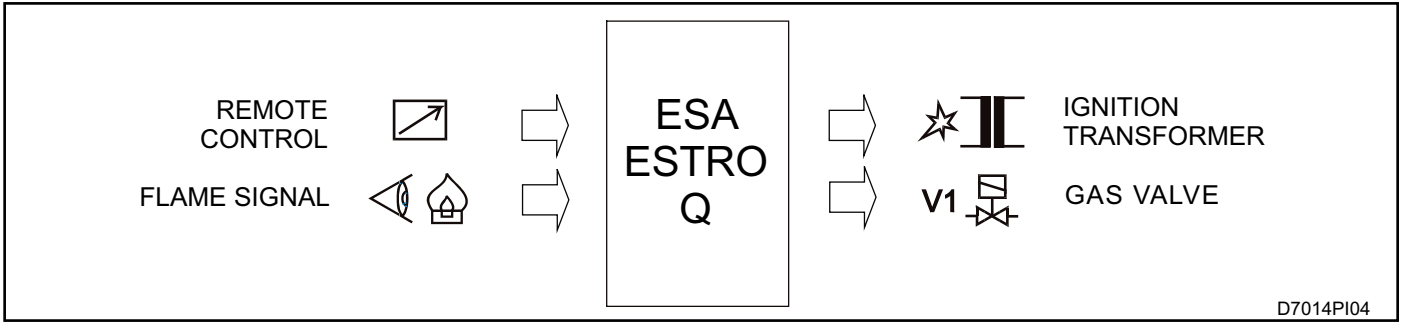 REMOTE
CONTROL
FLAME SIGNAL
ESA
ESTRO
Q
IGNITION
TRANSFORMER
V1
GAS VALVE
D7014PI04